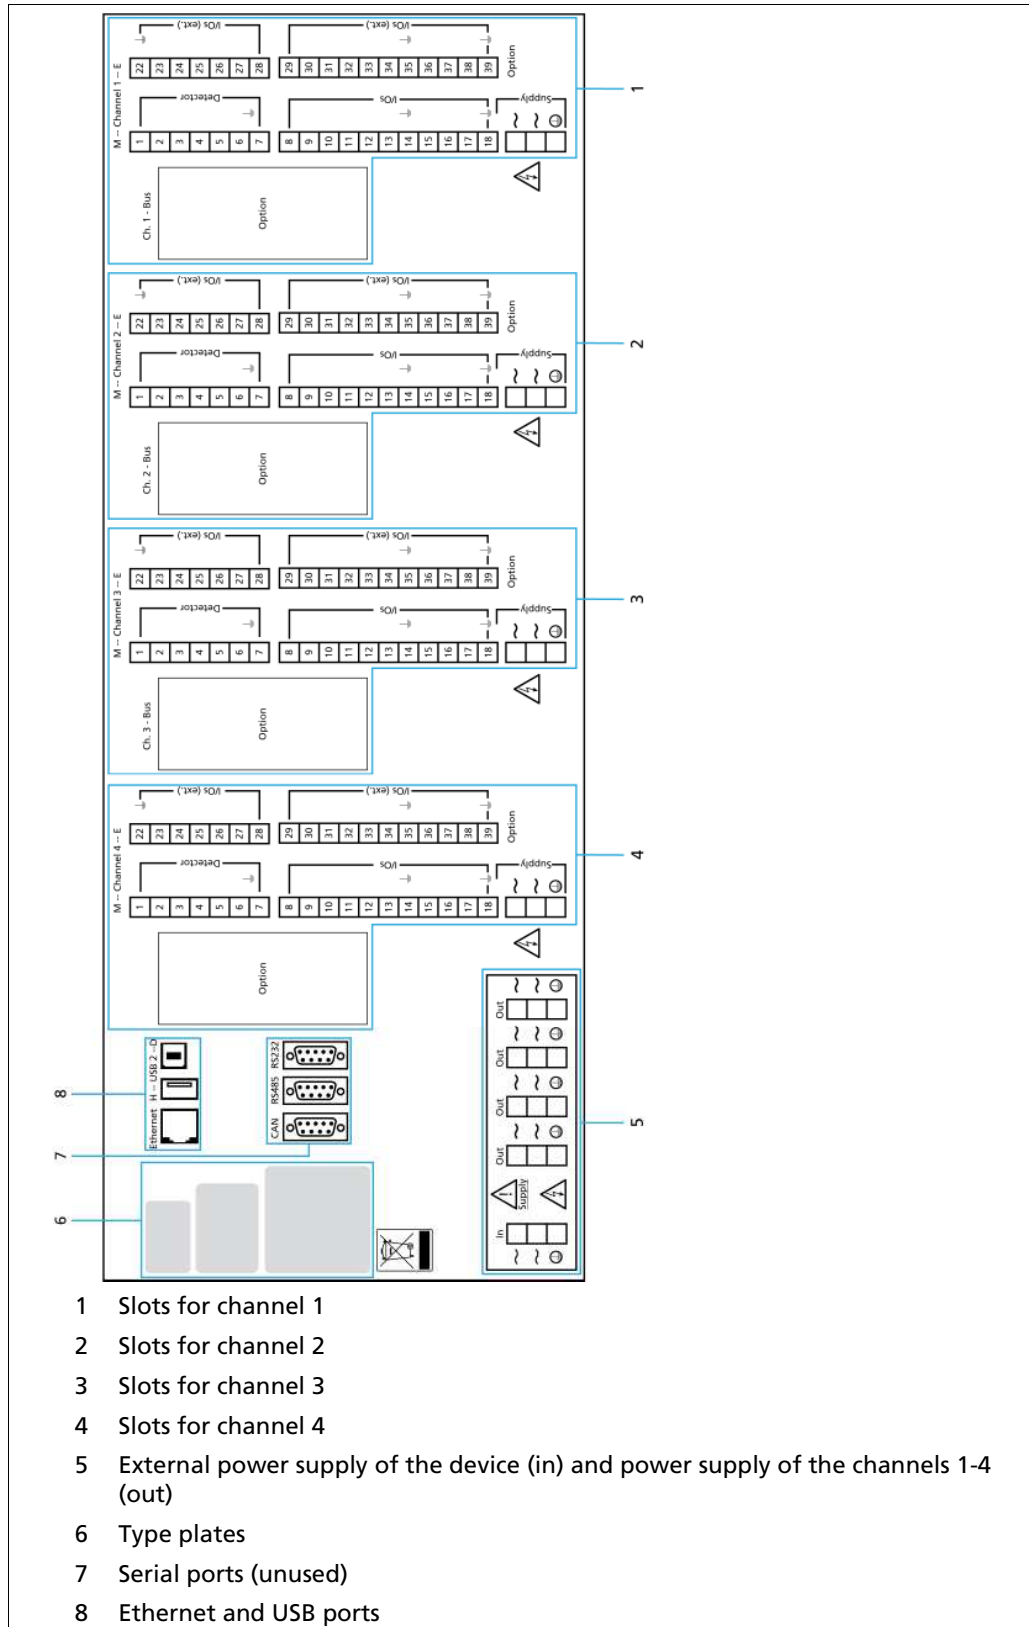 M -- Channel 1 -- E
I/Os (ext.)
22 23 24 25 26 27 28
I/Os (ext.)
29 30 31 32 33 34 35 36 37 38 39
Option
Detector
1 2 3 4 5 6 7
I/Os
8 9 10 11 12 13 14 15 16 17 18
Supply
Ch. 1 - Bus
Option
1
M -- Channel 2 -- E
I/Os (ext.)
22 23 24 25 26 27 28
I/Os (ext.)
29 30 31 32 33 34 35 36 37 38 39
Option
Detector
1 2 3 4 5 6 7
I/Os
8 9 10 11 12 13 14 15 16 17 18
Supply
Ch. 2 - Bus
Option
2
M -- Channel 3 -- E
I/Os (ext.)
22 23 24 25 26 27 28
I/Os (ext.)
29 30 31 32 33 34 35 36 37 38 39
Option
Detector
1 2 3 4 5 6 7
I/Os
8 9 10 11 12 13 14 15 16 17 18
Supply
Ch. 3 - Bus
Option
3
M -- Channel 4 -- E
I/Os (ext.)
22 23 24 25 26 27 28
I/Os (ext.)
29 30 31 32 33 34 35 36 37 38 39
Option
Detector
1 2 3 4 5 6 7
I/Os
8 9 10 11 12 13 14 15 16 17 18
Supply
Option
4
Ethernet H -- USB 2 --D
8
CAN RS485 RS232
7
6
In
Supply
Out Out Out Out
5
1 Slots for channel 1
2 Slots for channel 2
3 Slots for channel 3
4 Slots for channel 4
5 External power supply of the device (in) and power supply of the channels 1-4
(out)
6 Type plates
7 Serial ports (unused)
8 Ethernet and USB ports